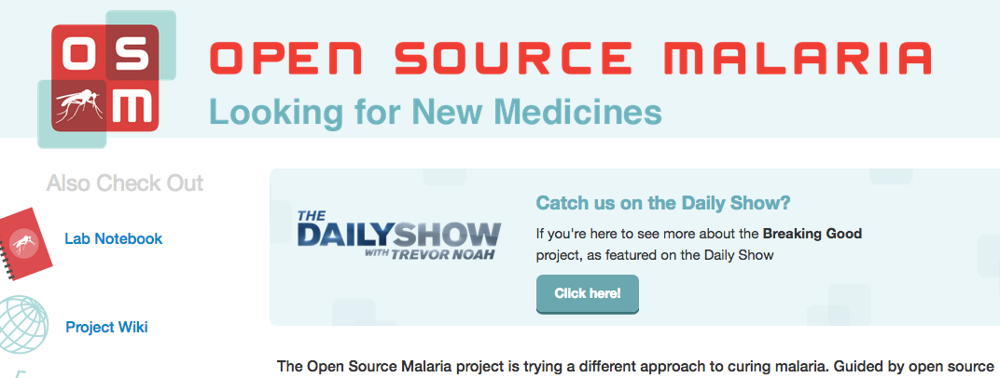 OS
M
OPEN SOURCE MALARIA
Looking for New Medicines
Also Check Out
Lab Notebook
Project Wiki
THE
DAILYSHOW
WITH TREVOR NOAH
Catch us on the Daily Show?
If you're here to see more about the Breaking Good
project, as featured on the Daily Show
Click here!
The Open Source Malaria project is trying a different approach to curing malaria. Guided by open source